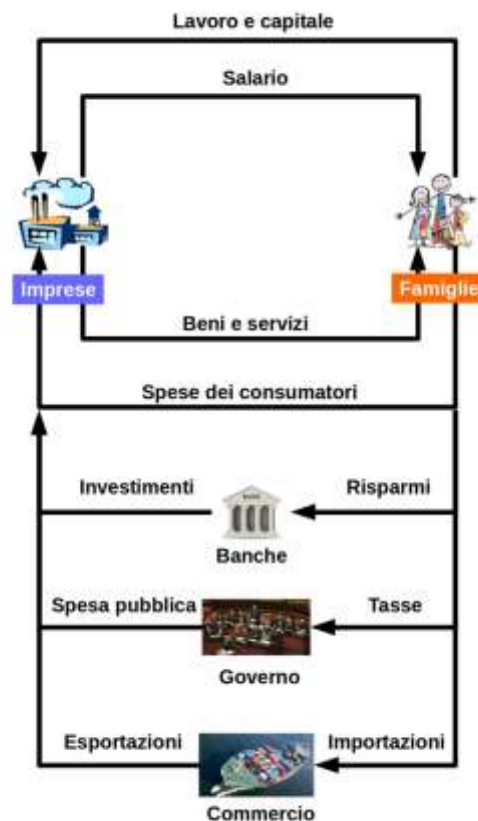 Lavoro e capitale
Salario
Imprese
Famiglie
Beni e servizi
Spese dei consumatori
Investimenti
Risparmi
Banche
Spesa pubblica
Tasse
Governo
Esportazioni
Importazioni
Commercio